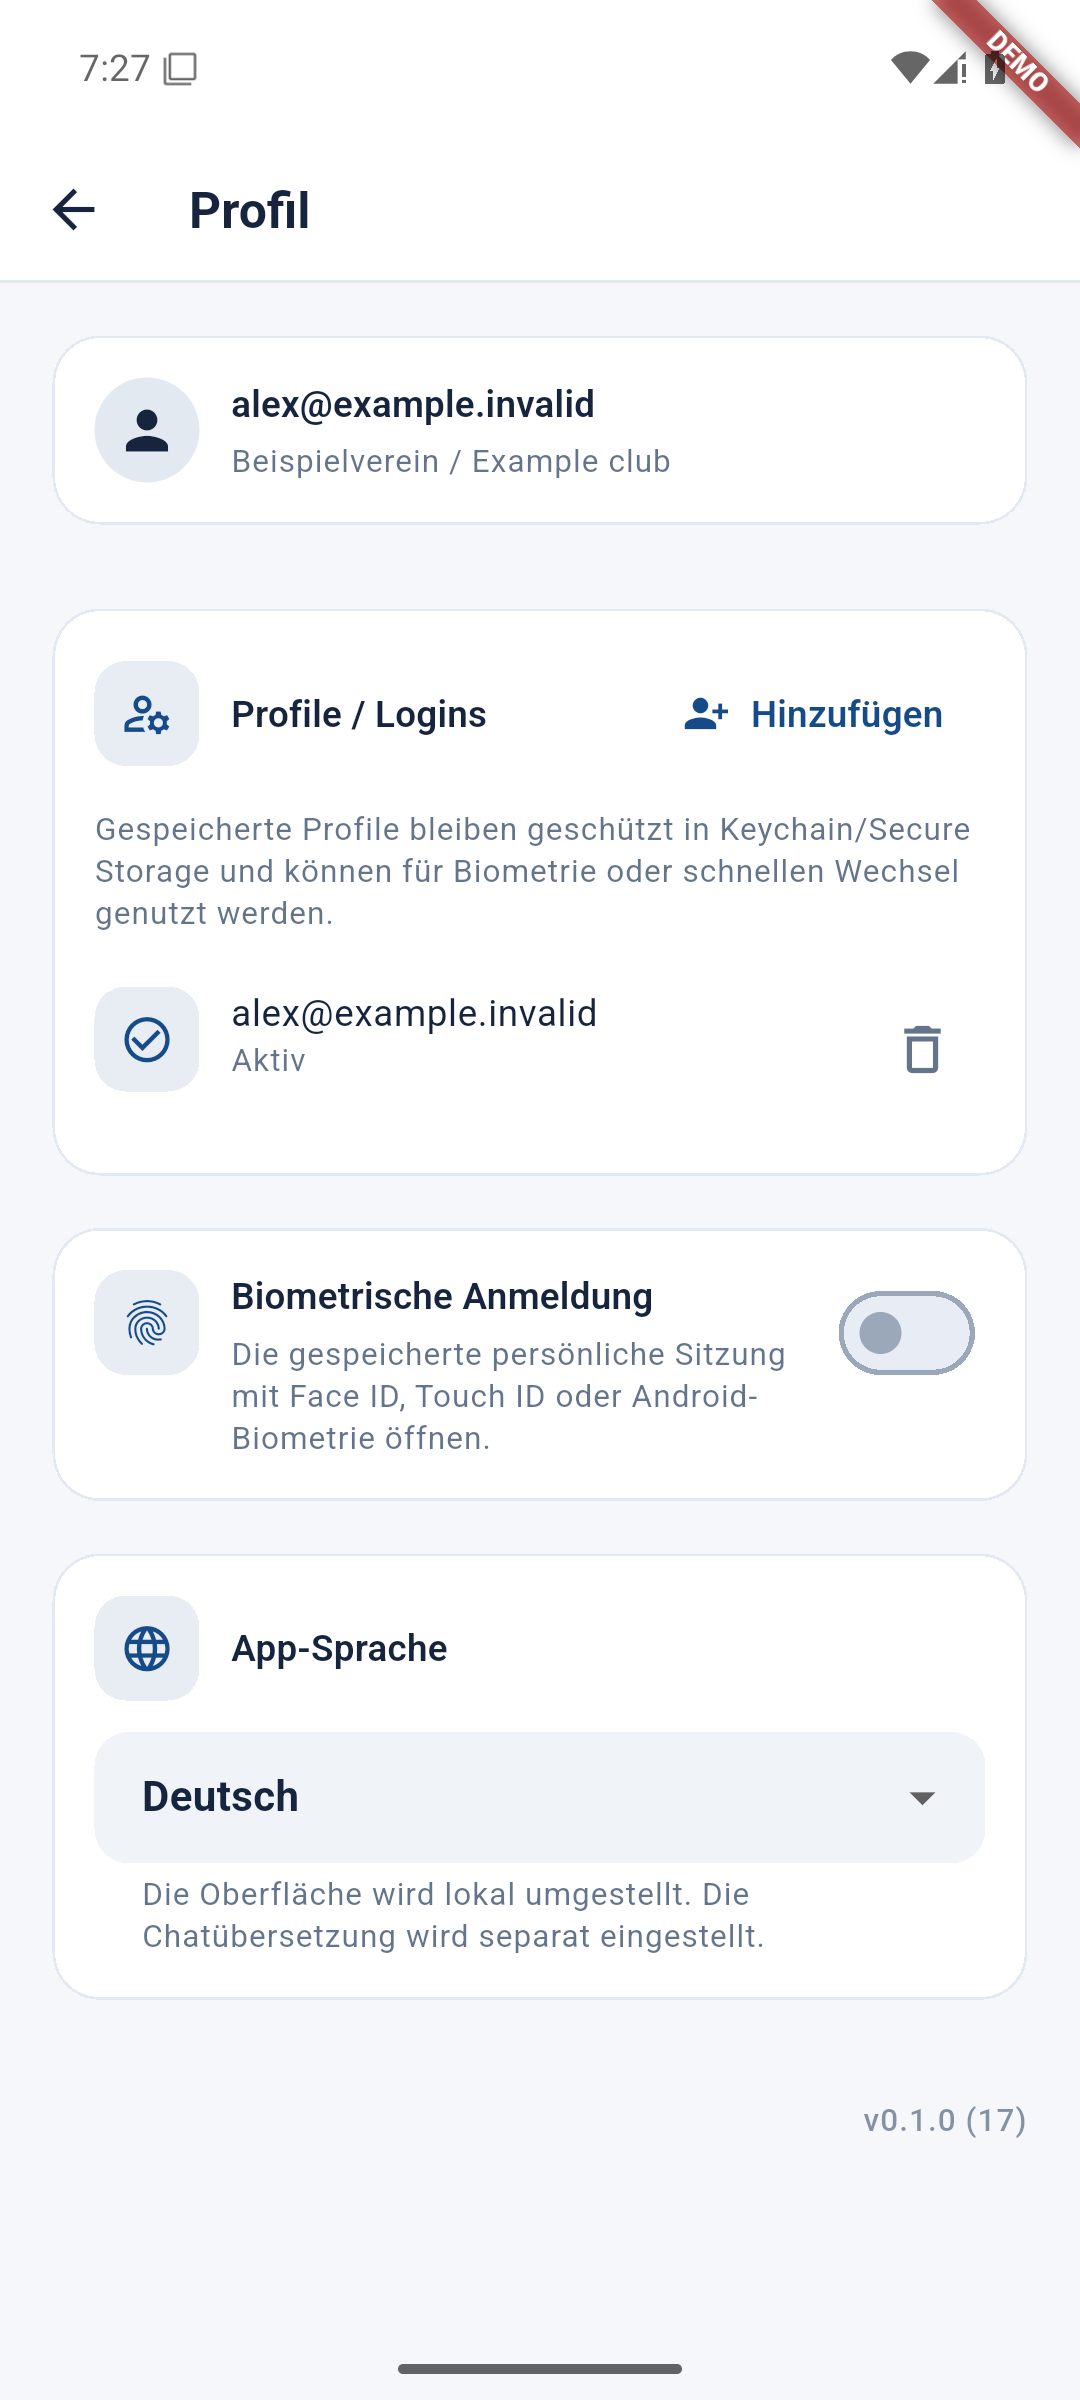 7:27
DEMO
Profil
alex@example.invalid
Beispielverein / Example club
Profile / Logins
Hinzufügen
Gespeicherte Profile bleiben geschützt in Keychain/Secure
Storage und können für Biometrie oder schnellen Wechsel
genutzt werden.
alex@example.invalid
Aktiv
Biometrische Anmeldung
Die gespeicherte persönliche Sitzung
mit Face ID, Touch ID oder Android-
Biometrie öffnen.
App-Sprache
Deutsch
Die Oberfläche wird lokal umgestellt. Die
Chatübersetzung wird separat eingestellt.
v0.1.0 (17)